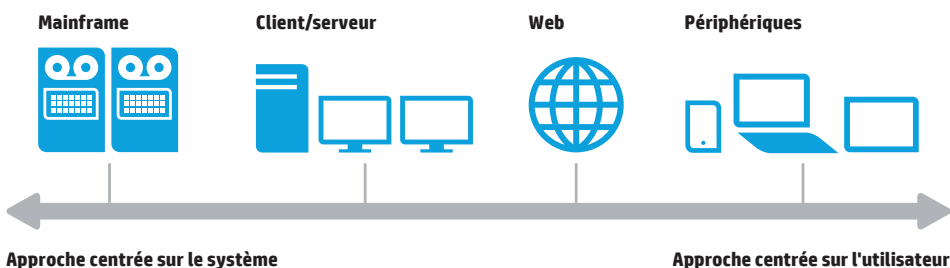 Mainframe
Client/serveur
Web
Périphériques
Approche centrée sur le système
Approche centrée sur l'utilisateur